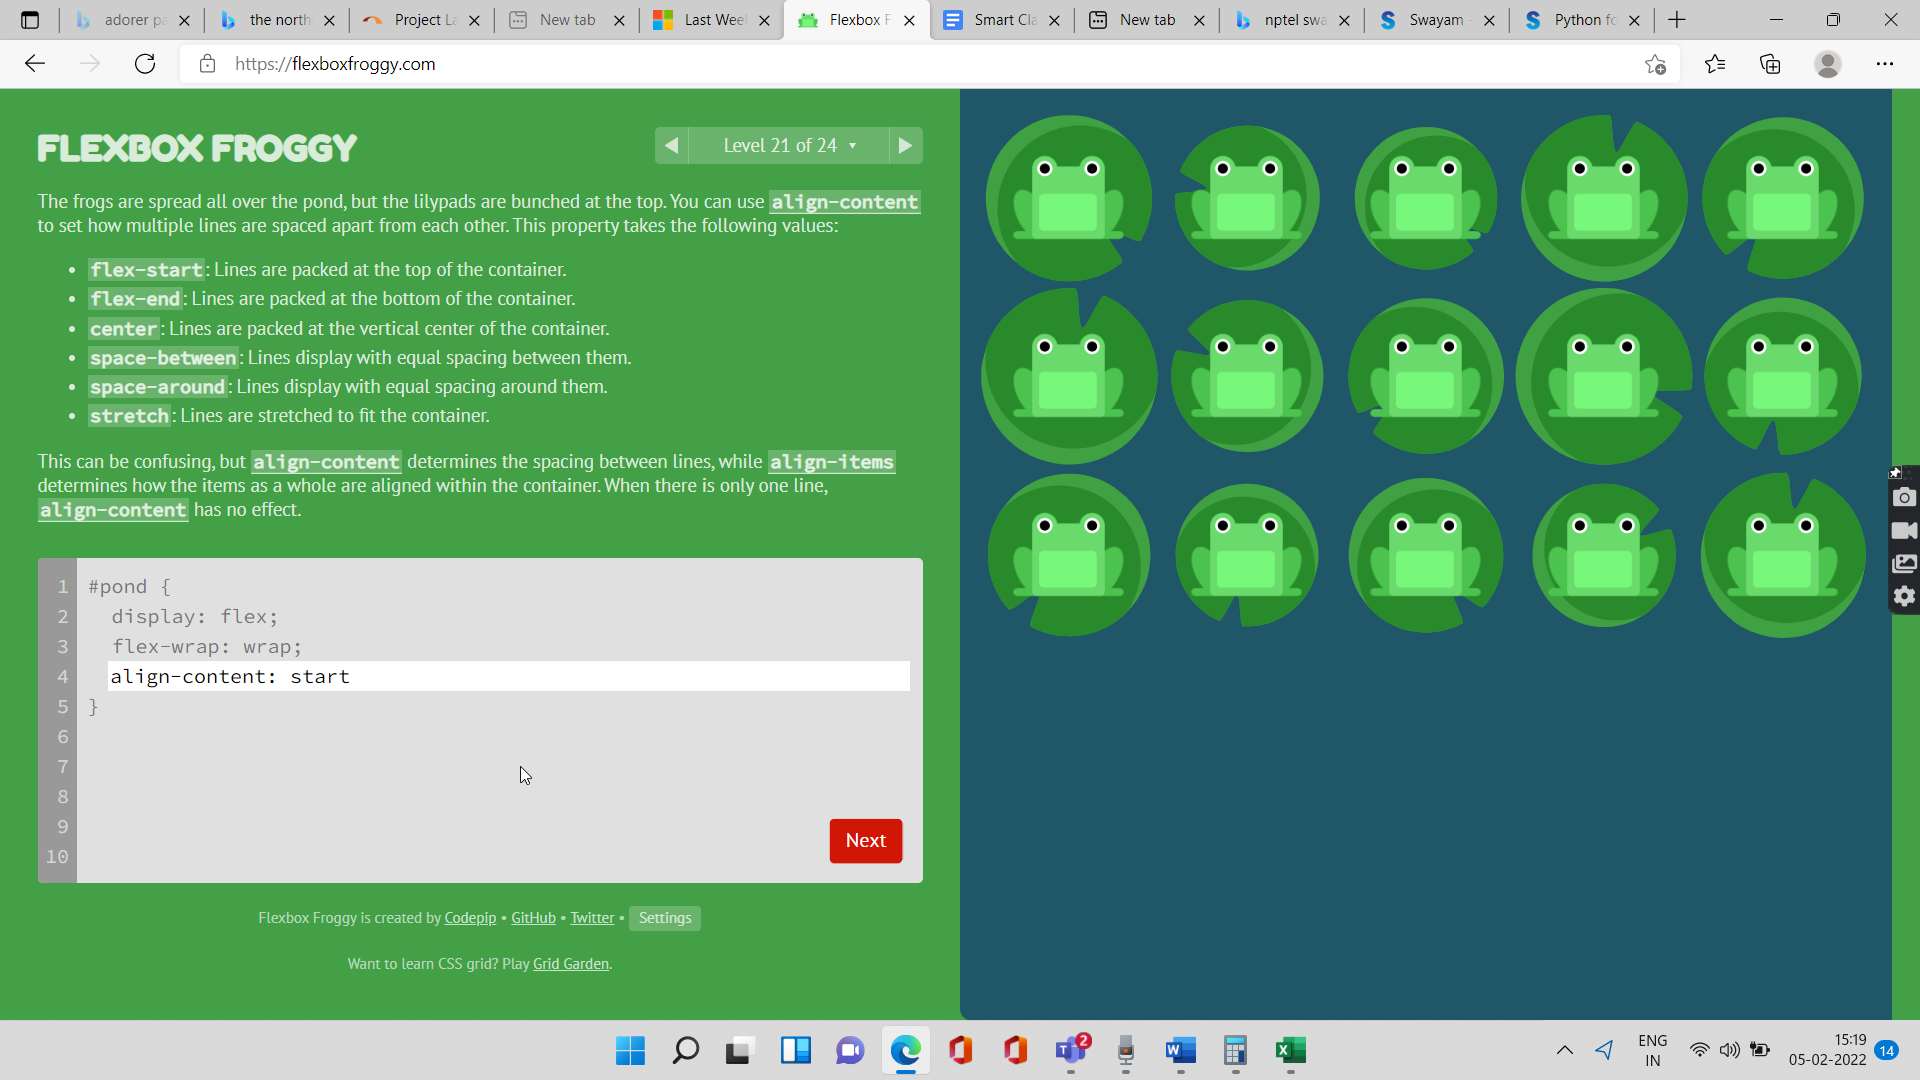 adorer pa
the north
Project La
New tab
Last Wee
Flexbox F
Smart Cla
New tab
nptel swa
Swayam -
Python fo
https://flexboxfroggy.com
FLEXBOX FROGGY
Level 21 of 24 ▾
The frogs are spread all over the pond, but the lilypads are bunched at the top. You can use align-content
to set how multiple lines are spaced apart from each other. This property takes the following values:
• flex-start: Lines are packed at the top of the container.
• flex-end: Lines are packed at the bottom of the container.
• center: Lines are packed at the vertical center of the container.
• space-between: Lines display with equal spacing between them.
• space-around: Lines display with equal spacing around them.
• stretch: Lines are stretched to fit the container.
This can be confusing, but align-content determines the spacing between lines, while align-items
determines how the items as a whole are aligned within the container. When there is only one line,
align-content has no effect.
1 #pond {
2 display: flex;
3 flex-wrap: wrap;
4 align-content: start
5 }
6
7
8
9
10
Next
Flexbox Froggy is created by Codepip • GitHub • Twitter • Settings
Want to learn CSS grid? Play Grid Garden.
2
ENG
IN
15:19
05-02-2022
14